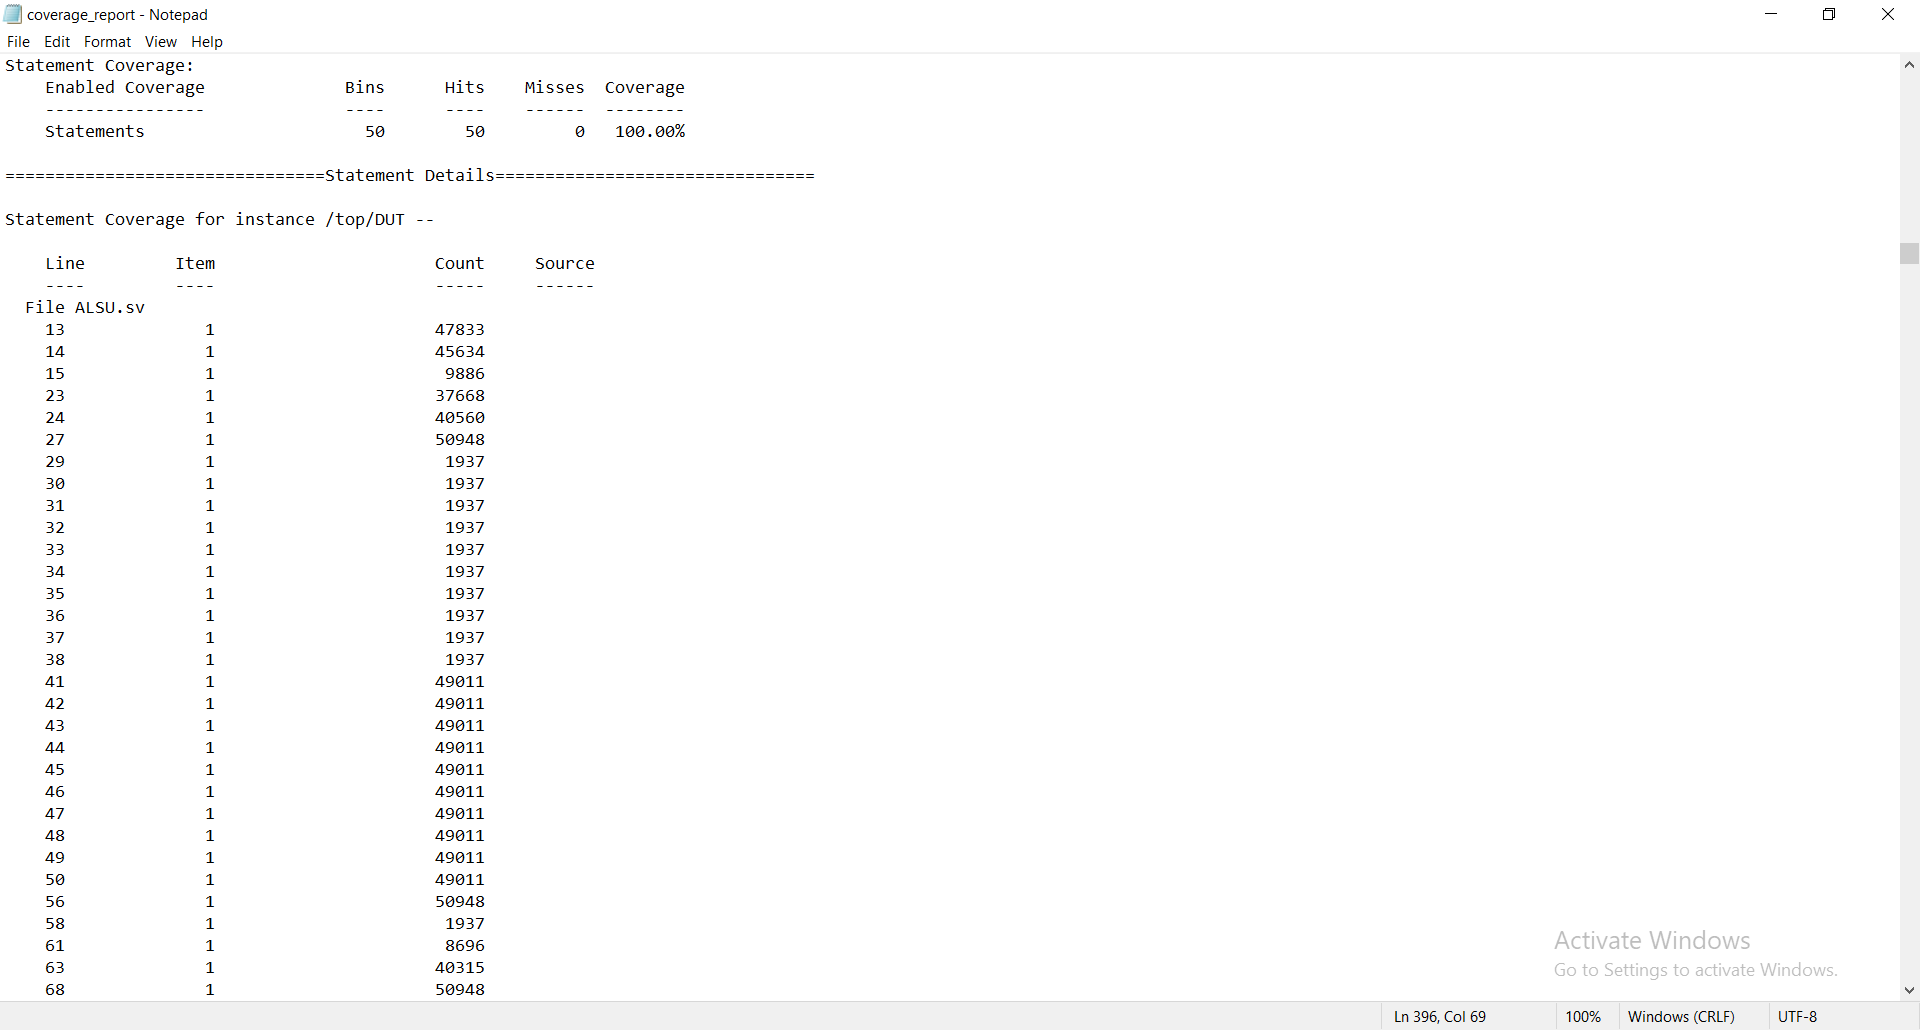 coverage_report - Notepad
File Edit Format View Help
Statement Coverage:
Enabled Coverage Bins Hits Misses Coverage
---------------- ---- ---- ------ --------
Statements 50 50 0 100.00%
================================Statement Details================================
Statement Coverage for instance /top/DUT --
Line Item Count Source
---- ---- ----- ------
File ALSU.sv
13 1 47833
14 1 45634
15 1 9886
23 1 37668
24 1 40560
27 1 50948
29 1 1937
30 1 1937
31 1 1937
32 1 1937
33 1 1937
34 1 1937
35 1 1937
36 1 1937
37 1 1937
38 1 1937
41 1 49011
42 1 49011
43 1 49011
44 1 49011
45 1 49011
46 1 49011
47 1 49011
48 1 49011
49 1 49011
50 1 49011
56 1 50948
58 1 1937
61 1 8696
63 1 40315
68 1 50948
Activate Windows
Go to Settings to activate Windows.
Ln 396, Col 69 100% Windows (CRLF) UTF-8